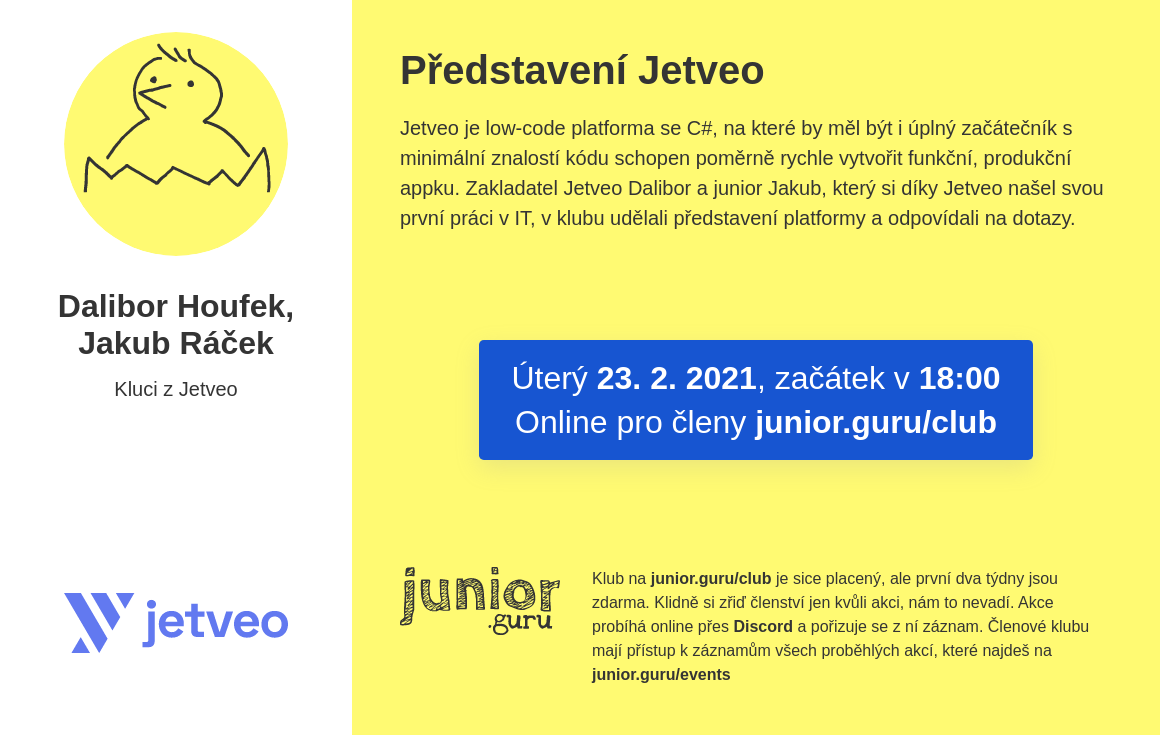 Dalibor Houfek,
Jakub Ráček
Kluci z Jetveo
jetveo
Představení Jetveo
Jetveo je low-code platforma se C#, na které by měl být i úplný začátečník s
minimální znalostí kódu schopen poměrně rychle vytvořit funkční, produkční
appku. Zakladatel Jetveo Dalibor a junior Jakub, který si díky Jetveo našel svou
první práci v IT, v klubu udělali představení platformy a odpovídali na dotazy.
Úterý 23. 2. 2021, začátek v 18:00
Online pro členy junior.guru/club
junior
.guru
Klub na junior.guru/club je sice placený, ale první dva týdny jsou
zdarma. Klidně si zřiď členství jen kvůli akci, nám to nevadí. Akce
probíhá online přes Discord a pořizuje se z ní záznam. Členové klubu
mají přístup k záznamům všech proběhlých akcí, které najdeš na
junior.guru/events